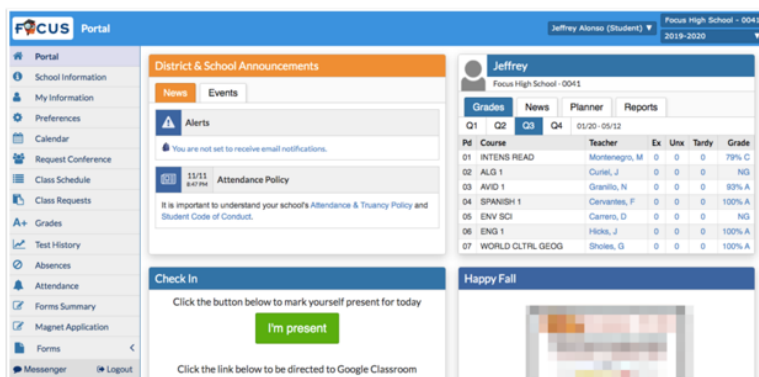 FOCUS Portal
Jeffrey Alonso (Student) ▼
Focus High School - 0041
2019-2020
Portal
School Information
My Information
Preferences
Calendar
Request Conference
Class Schedule
Class Requests
A+ Grades
Test History
Absences
Attendance
Forms Summary
Magnet Application
Forms
Messenger Logout
District & School Announcements
News Events
Alerts
You are not set to receive email notifications.
11/11
8:47 PM
Attendance Policy
It is important to understand your school's Attendance & Truancy Policy and
Student Code of Conduct.
Jeffrey
Focus High School - 0041
Grades News Planner Reports
Q1 Q2 Q3 Q4 01/20 - 05/12
Pd Course Teacher Ex Unx Tardy Grade
01 INTENS READ Montenegro, M 0 0 0 79% C
02 ALG 1 Curiel, J 0 0 0 NG
03 AVID 1 Granillo, N 0 0 0 93% A
04 SPANISH 1 Cervantes, F 0 0 0 100% A
05 ENV SCI Carrero, D 0 0 0 NG
06 ENG 1 Hicks, J 0 0 0 100% A
07 WORLD CLTRL GEOG Sholes, G 0 0 0 100% A
Check In
Click the button below to mark yourself present for today
I'm present
Click the link below to be directed to Google Classroom
Happy Fall